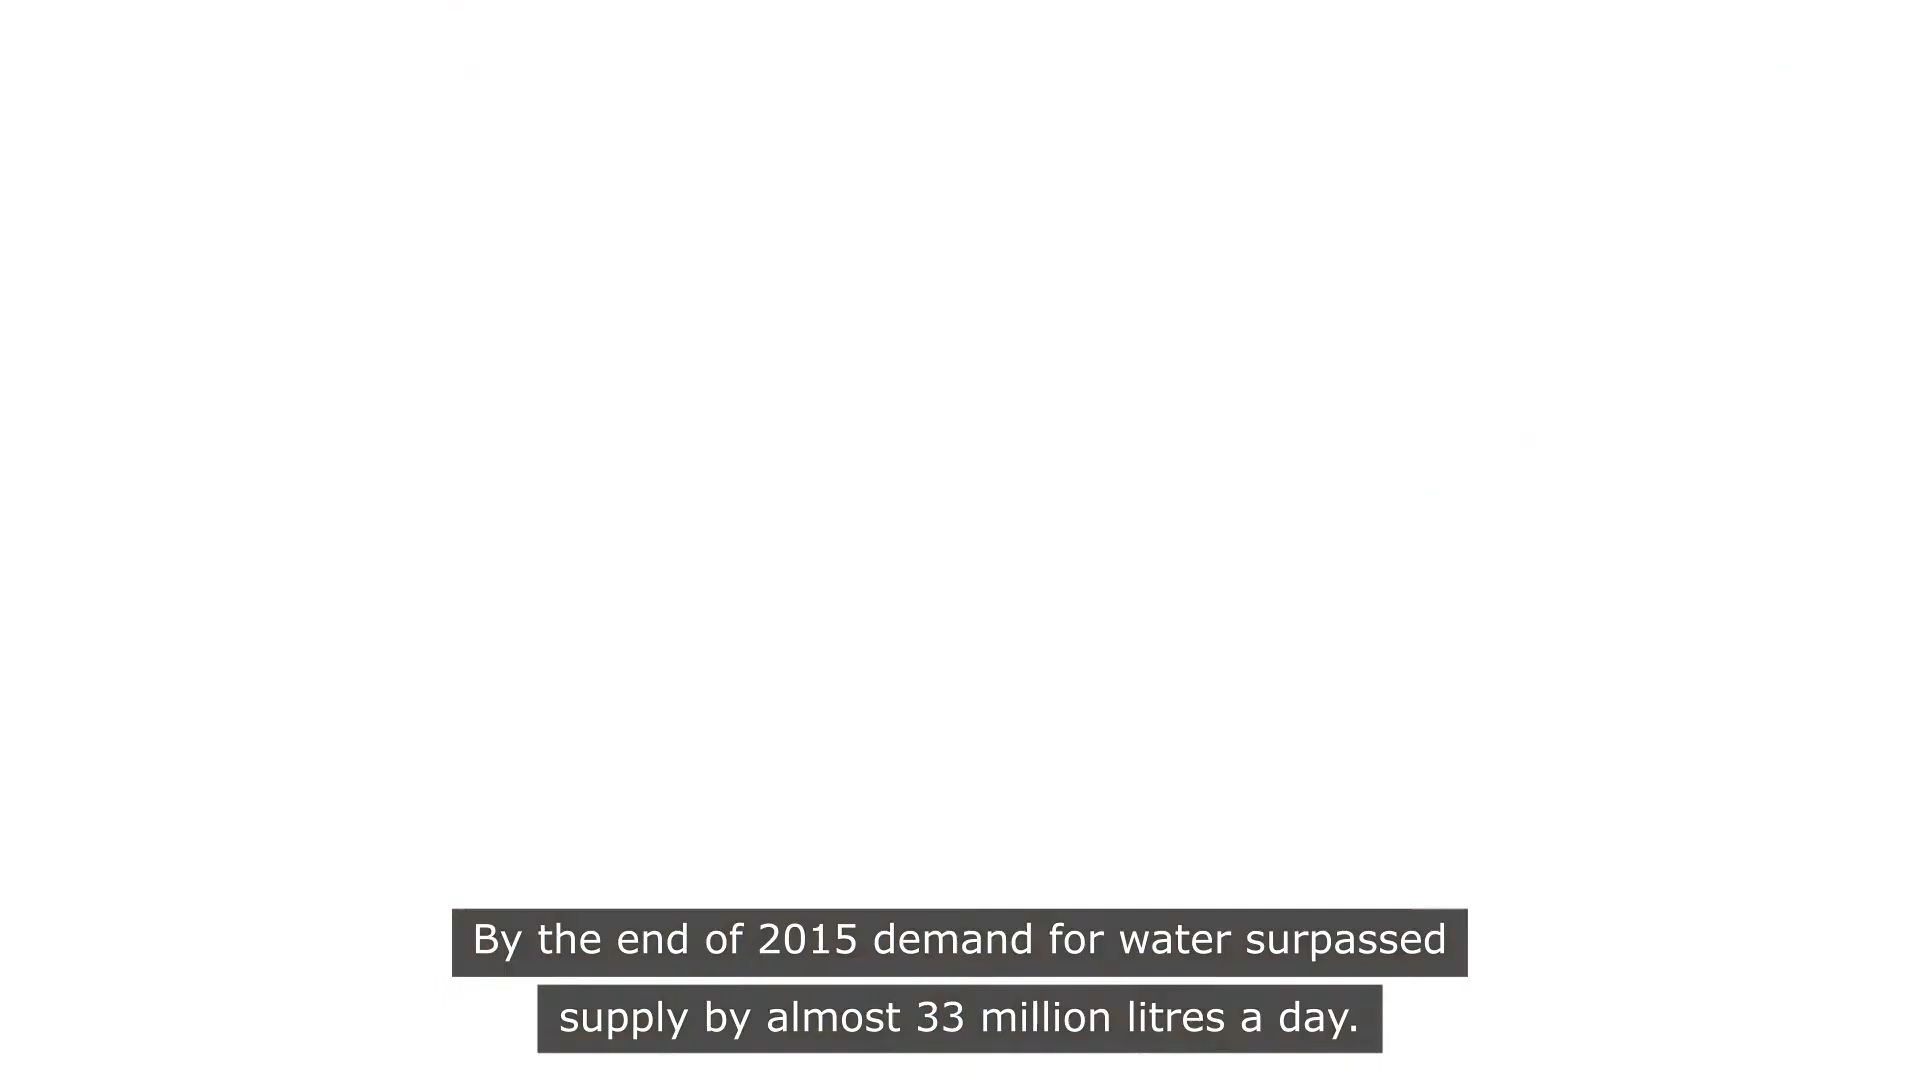 By the end of 2015 demand for water surpassed
supply by almost 33 million litres a day.